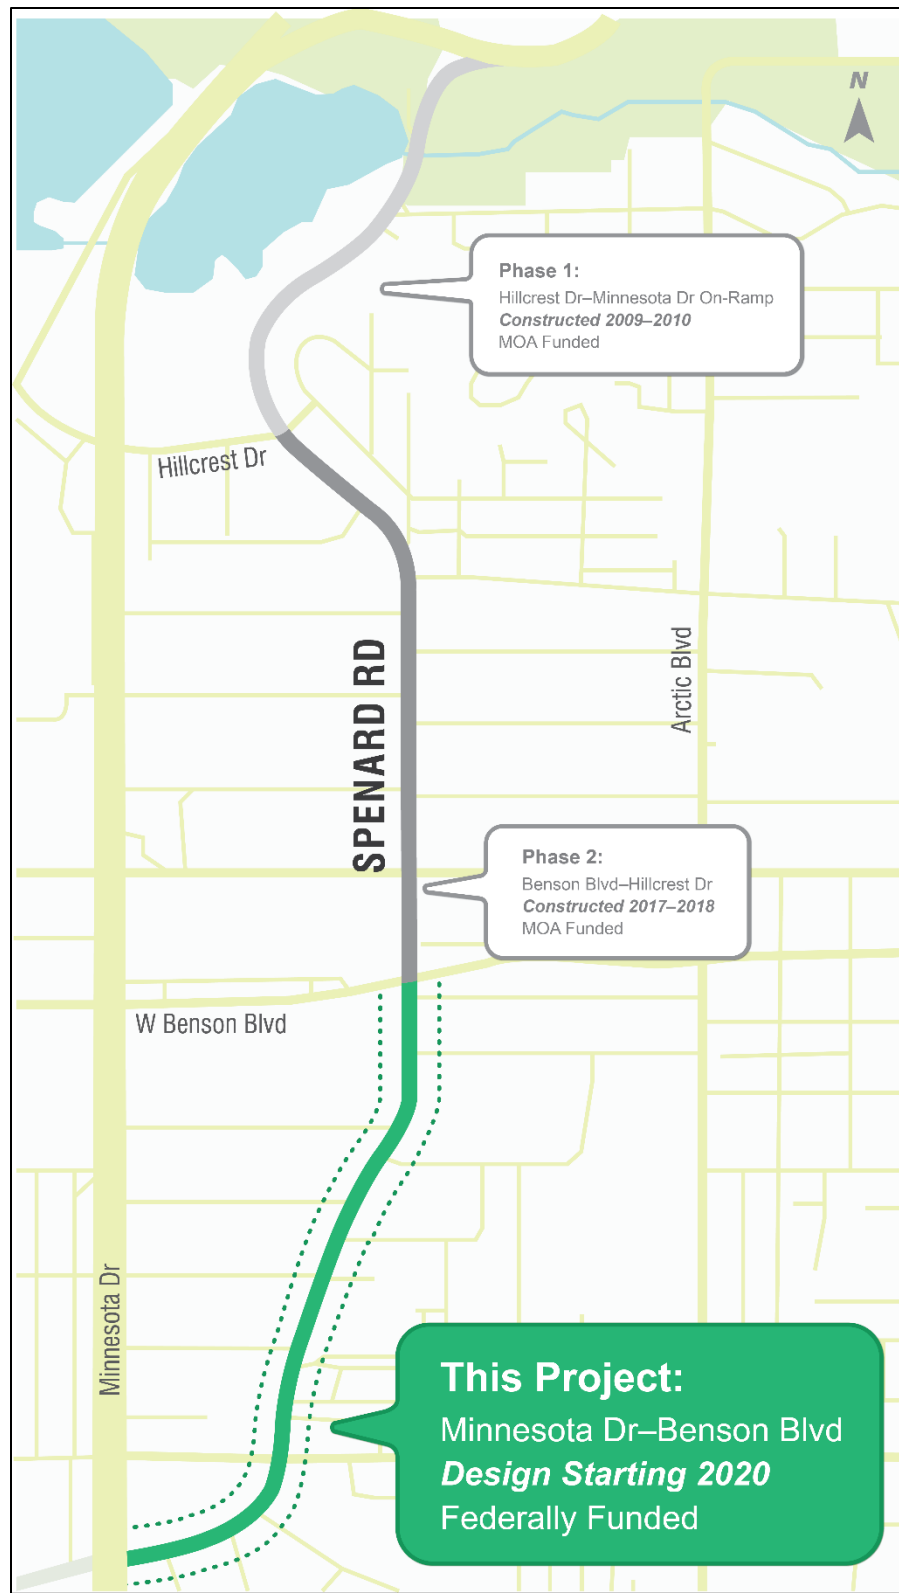 N
Phase 1:
Hillcrest Dr–Minnesota Dr On-Ramp
Constructed 2009–2010
MOA Funded
Hillcrest Dr
SPENARD RD
Arctic Blvd
Phase 2:
Benson Blvd–Hillcrest Dr
Constructed 2017–2018
MOA Funded
W Benson Blvd
Minnesota Dr
This Project:
Minnesota Dr–Benson Blvd
Design Starting 2020
Federally Funded